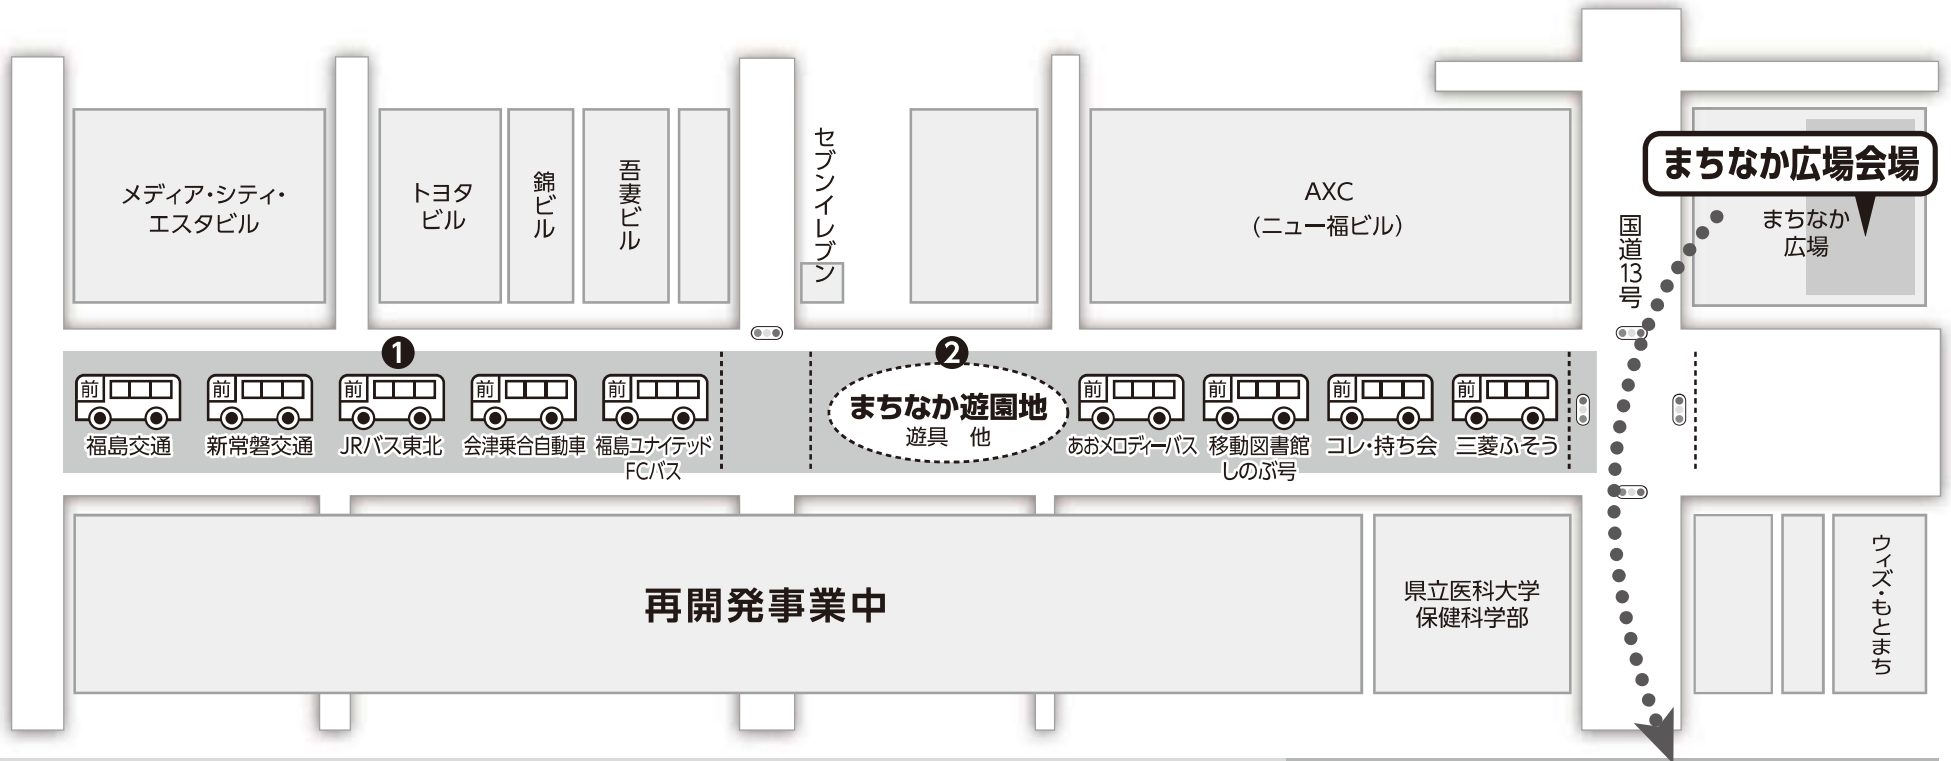 メディア・シティ・
エスタビル
トヨタ
ビル
錦ビル
吾妻ビル
セブンイレブン
AXC
(ニュー福ビル)
国道13号
まちなか広場会場
まちなか
広場
1
前
福島交通
前
新常磐交通
前
JRバス東北
前
会津乗合自動車
前
福島ユナイテッド
FCバス
2
まちなか遊園地
遊具 他
前
あおメロディーバス
前
移動図書館
しのぶ号
前
コレ・持ち会
前
三菱ふそう
再開発事業中
県立医科大学
保健科学部
ウィズ・もとまち